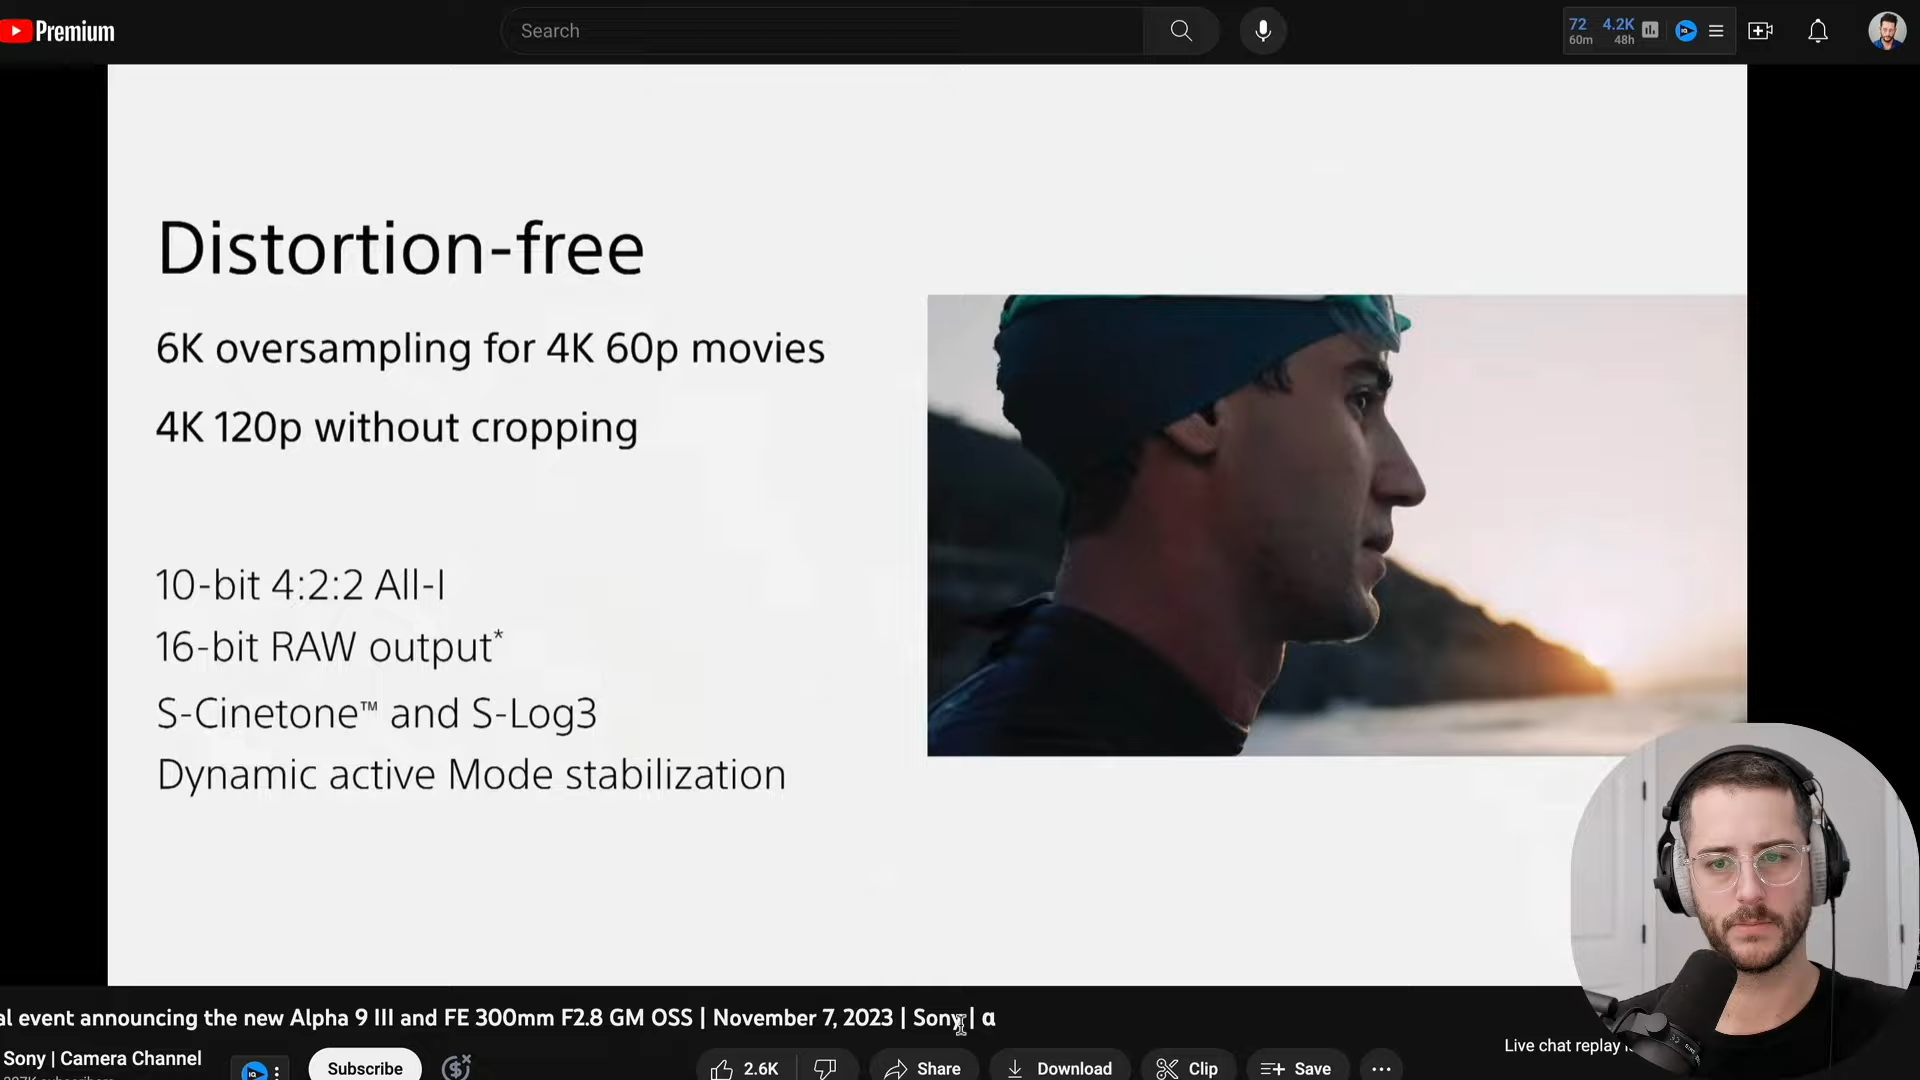 Premium
Search
72 4.2K
60m 48h
Distortion-free
6K oversampling for 4K 60p movies
4K 120p without cropping
10-bit 4:2:2 All-I
16-bit RAW output*
S-Cinetone™ and S-Log3
Dynamic active Mode stabilization
al event announcing the new Alpha 9 III and FE 300mm F2.8 GM OSS | November 7, 2023 | Sony | α
Sony | Camera Channel
Subscribe
2.6K
Share
Download
Clip
Save
Live chat replay